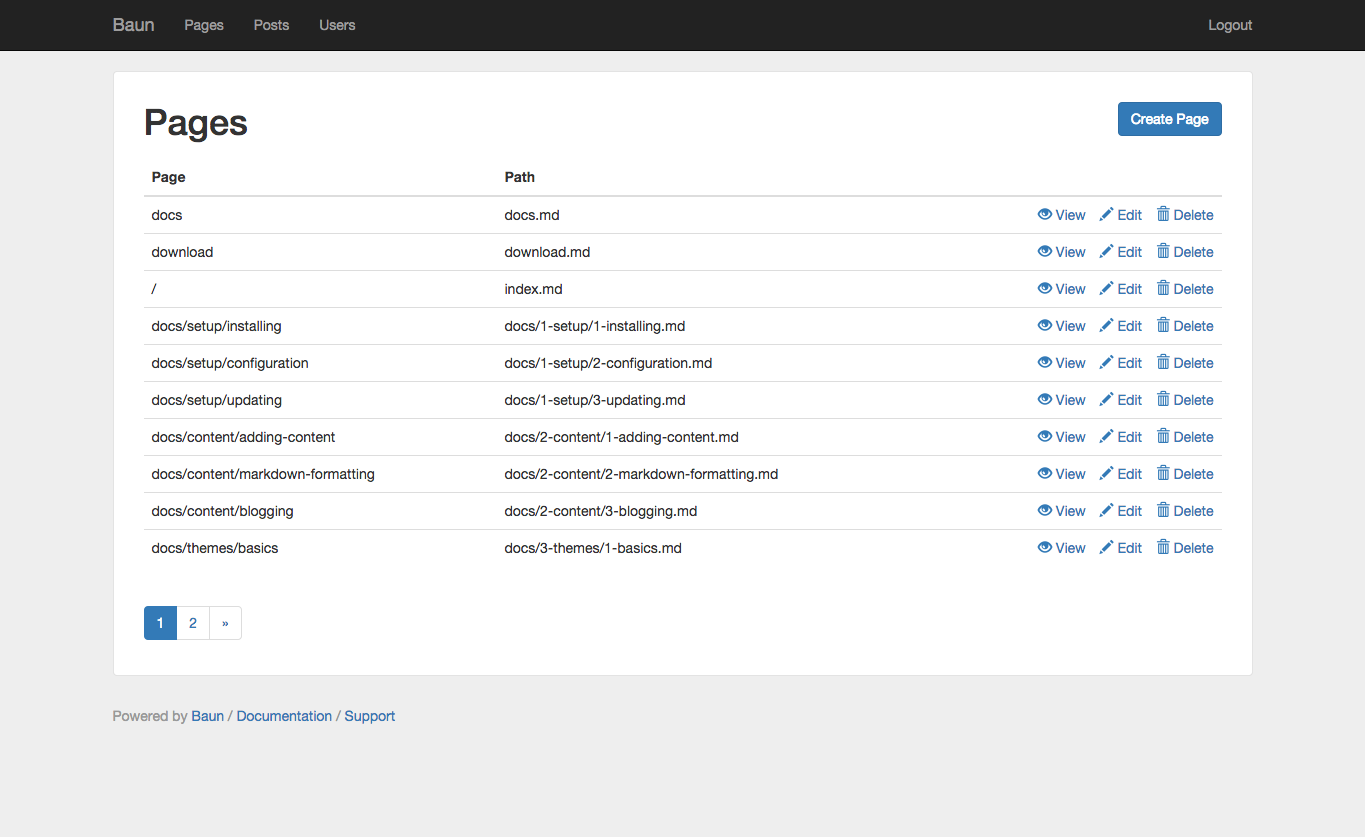 Baun Pages Posts Users Logout
Pages Create Page
Page Path
docs docs.md View Edit Delete
download download.md View Edit Delete
/ index.md View Edit Delete
docs/setup/installing docs/1-setup/1-installing.md View Edit Delete
docs/setup/configuration docs/1-setup/2-configuration.md View Edit Delete
docs/setup/updating docs/1-setup/3-updating.md View Edit Delete
docs/content/adding-content docs/2-content/1-adding-content.md View Edit Delete
docs/content/markdown-formatting docs/2-content/2-markdown-formatting.md View Edit Delete
docs/content/blogging docs/2-content/3-blogging.md View Edit Delete
docs/themes/basics docs/3-themes/1-basics.md View Edit Delete
1 2 »
Powered by Baun / Documentation / Support